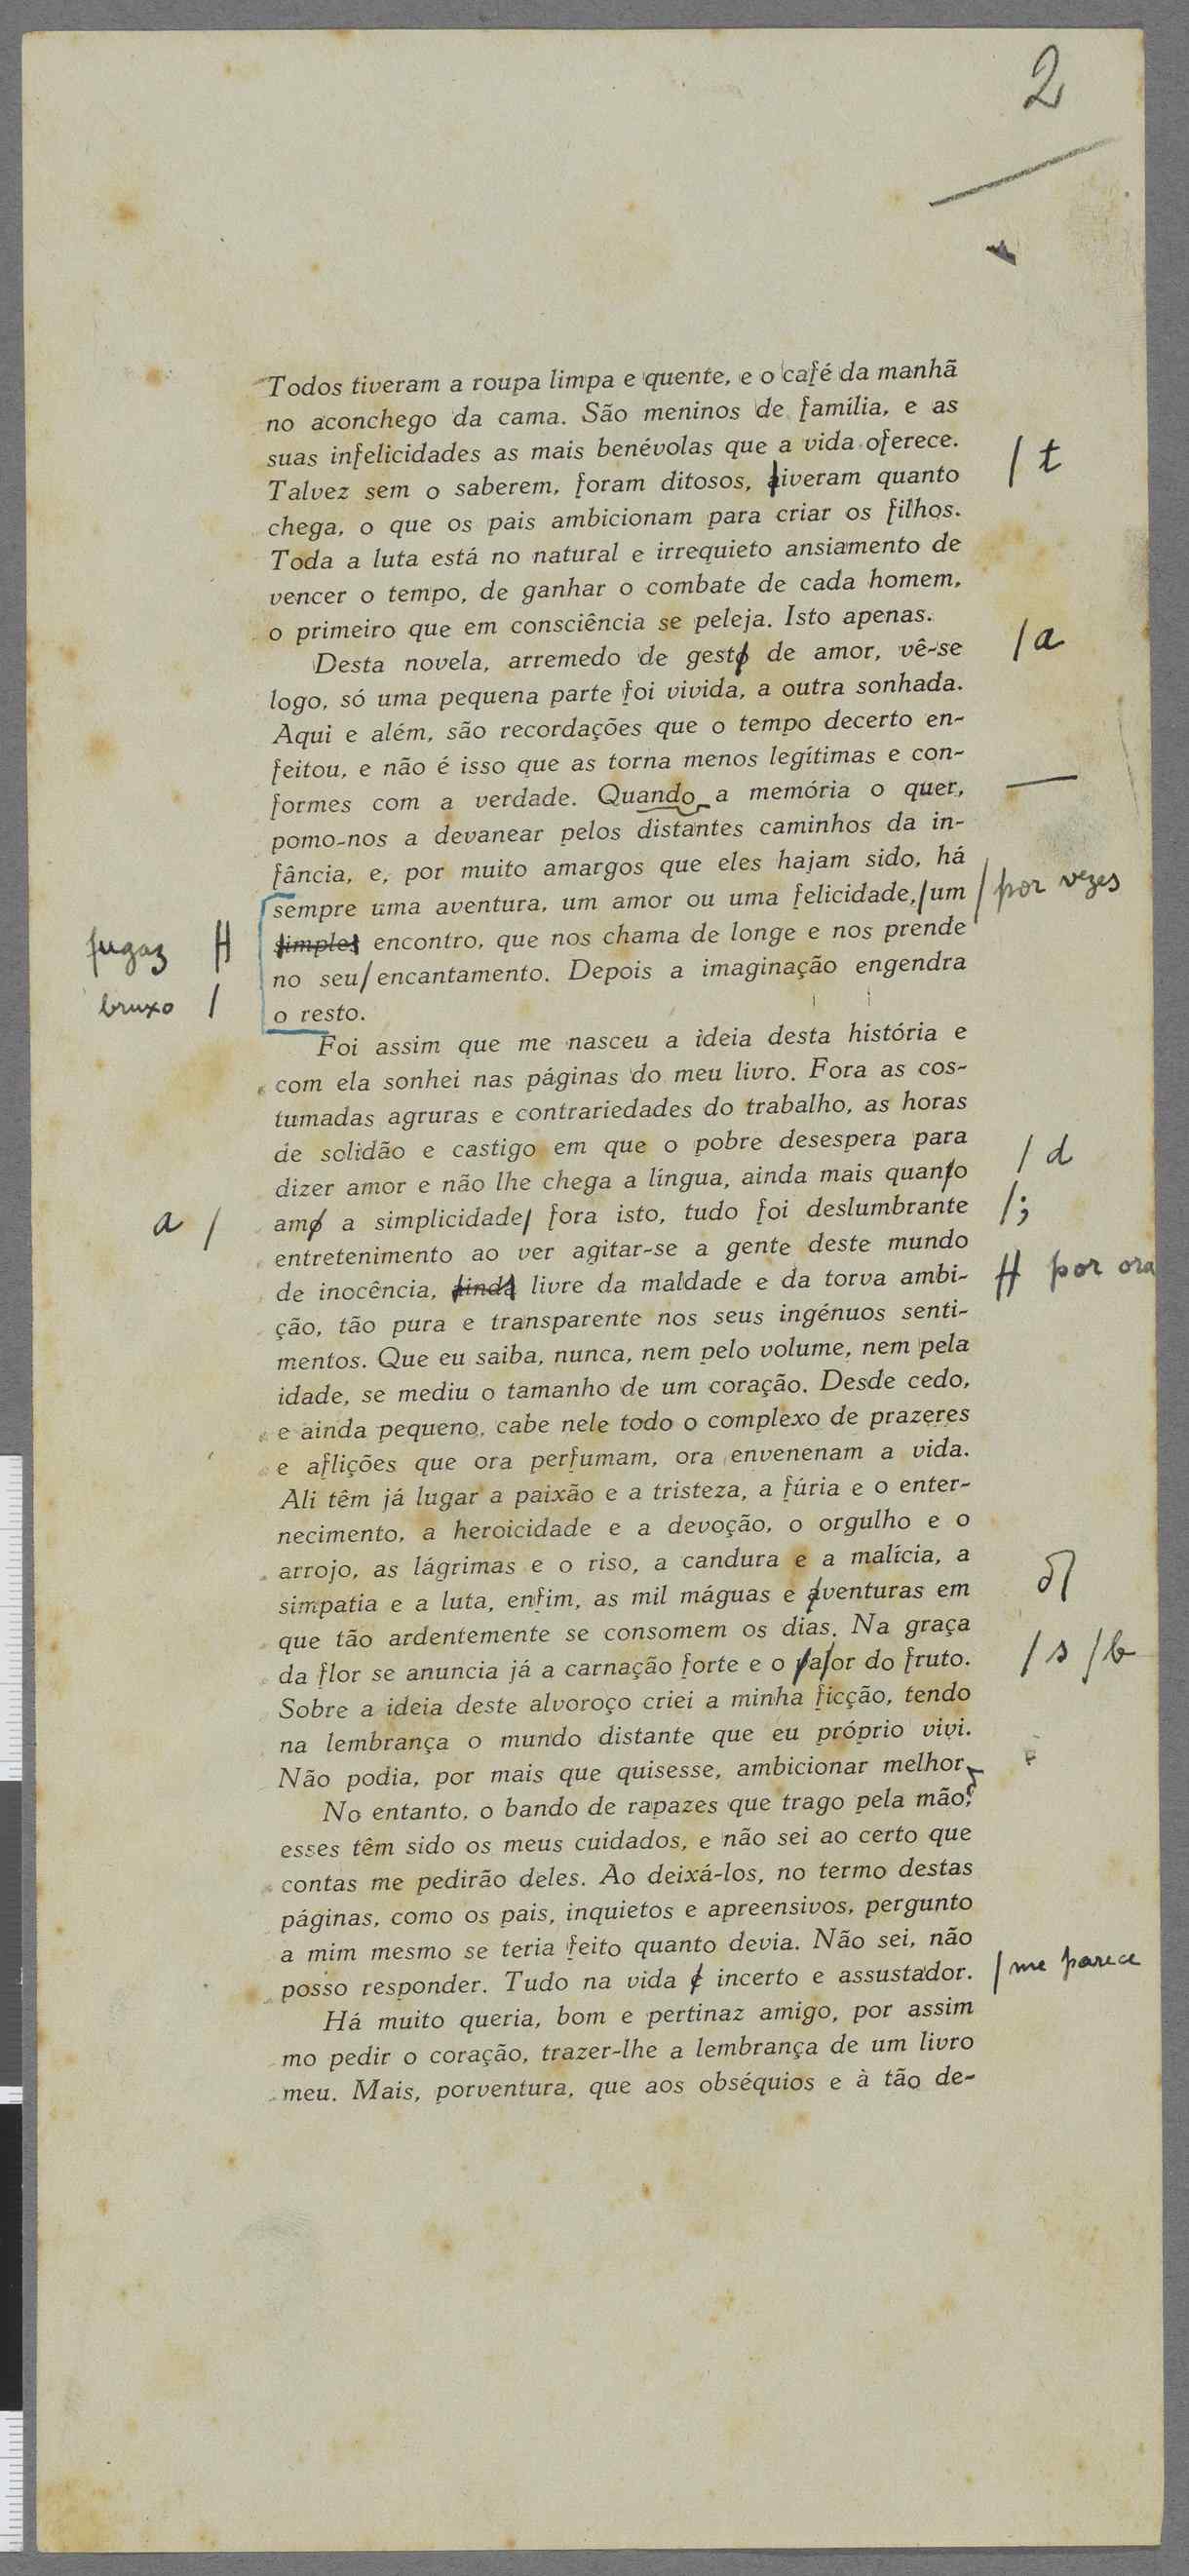 2
Todos tiveram a roupa limpa e quente, e o café da manhã
no aconchego da cama. São meninos de família, e as
suas infelicidades as mais benévolas que a vida oferece.
Talvez sem o saberem, foram ditosos, iveram quanto / t
chega, o que os pais ambicionam para criar os filhos.
Toda a luta está no natural e irrequieto ansiamento de
vencer o tempo, de ganhar o combate de cada homem,
o primeiro que em consciência se peleja. Isto apenas.
Desta novela, arremedo de gesto de amor, vê-se / a
logo, só uma pequena parte foi vivida, a outra sonhada.
Aqui e além, são recordações que o tempo decerto en-
feitou, e não é isso que as torna menos legítimas e con-
formes com a verdade. Quando a memória o quer, —
pomo-nos a devanear pelos distantes caminhos da in-
fância, e, por muito amargos que eles hajam sido, há
sempre uma aventura, um amor ou uma felicidade,/um / por vezes
fugaz H simples encontro, que nos chama de longe e nos prende
no seu/encantamento. Depois a imaginação engendra
bruxo / o resto.
Foi assim que me nasceu a ideia desta história e
com ela sonhei nas páginas do meu livro. Fora as cos-
tumadas agruras e contrariedades do trabalho, as horas
de solidão e castigo em que o pobre desespera para
dizer amor e não lhe chega a língua, ainda mais quanto / d
a / amo a simplicidade/ fora isto, tudo foi deslumbrante /;
entretenimento ao ver agitar-se a gente deste mundo
de inocência, ainda livre da maldade e da torva ambi- H por ora
ção, tão pura e transparente nos seus ingénuos senti-
mentos. Que eu saiba, nunca, nem pelo volume, nem pela
idade, se mediu o tamanho de um coração. Desde cedo,
e ainda pequeno, cabe nele todo o complexo de prazeres
e aflições que ora perfumam, ora envenenam a vida.
Ali têm já lugar a paixão e a tristeza, a fúria e o enter-
necimento, a heroicidade e a devoção, o orgulho e o
arrojo, as lágrimas e o riso, a candura e a malícia, a
simpatia e a luta, enfim, as mil máguas e aventuras em
que tão ardentemente se consomem os dias. Na graça
da flor se anuncia já a carnação forte e o valor do fruto. / s / b
Sobre a ideia deste alvoroço criei a minha ficção, tendo
na lembrança o mundo distante que eu próprio vivi.
Não podia, por mais que quisesse, ambicionar melhor
No entanto, o bando de rapazes que trago pela mão,
esses têm sido os meus cuidados, e não sei ao certo que
contas me pedirão deles. Ao deixá-los, no termo destas
páginas, como os pais, inquietos e apreensivos, pergunto
a mim mesmo se teria feito quanto devia. Não sei, não
posso responder. Tudo na vida é incerto e assustador. / me parece
Há muito queria, bom e pertinaz amigo, por assim
mo pedir o coração, trazer-lhe a lembrança de um livro
meu. Mais, porventura, que aos obséquios e à tão de-